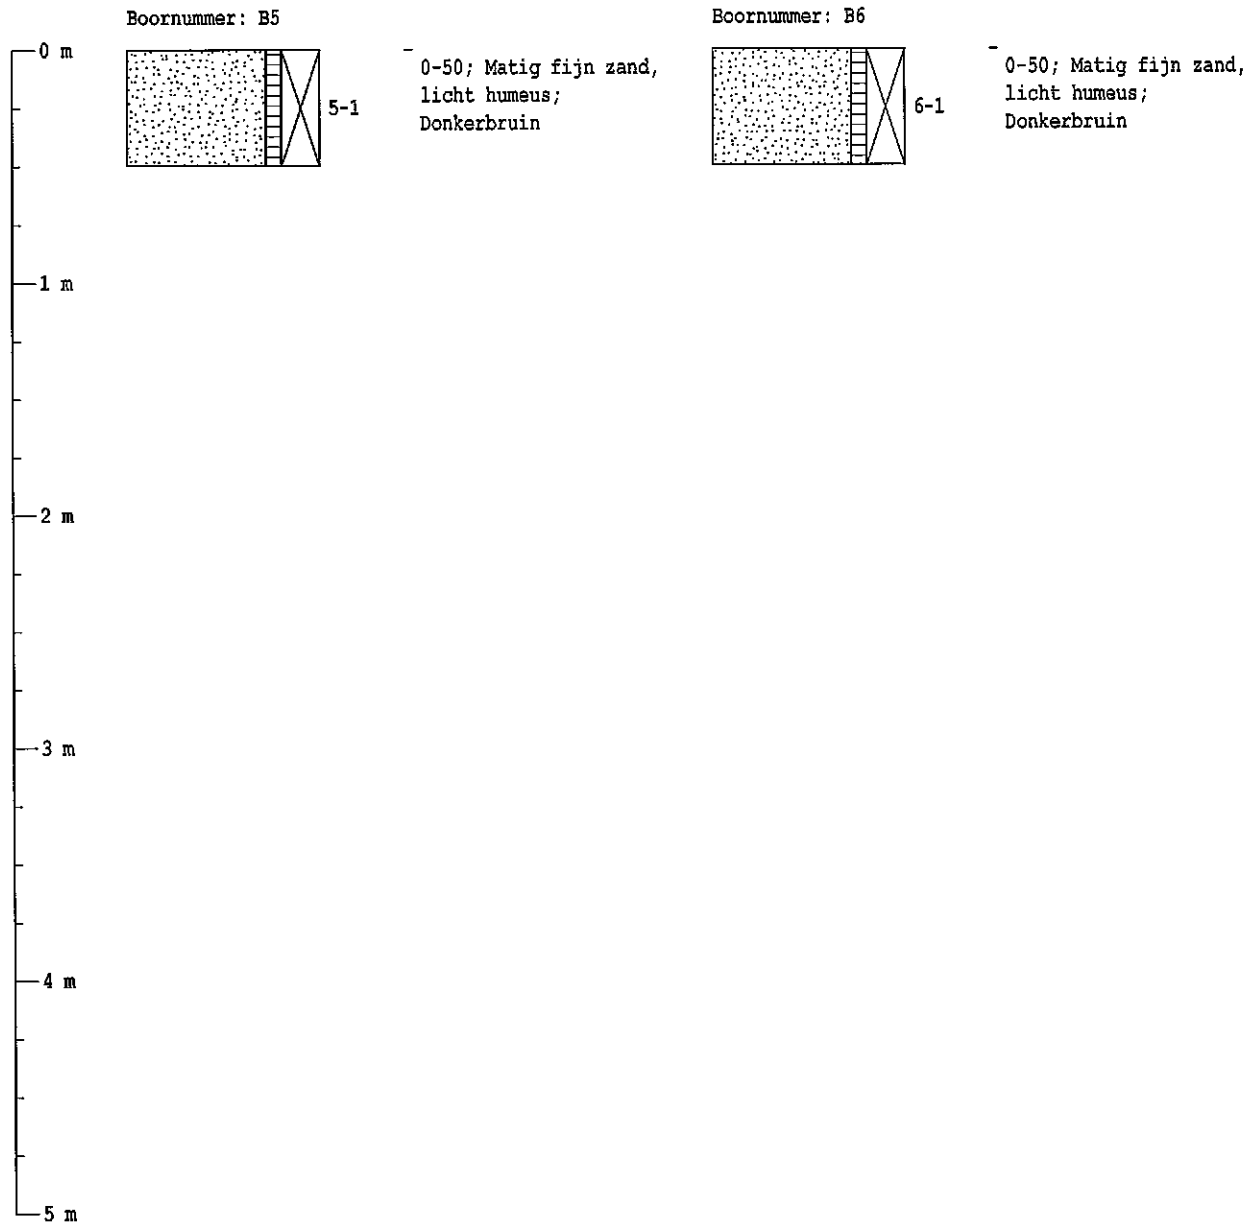 Boornummer: B5
0-50; Matig fijn zand,
licht humeus;
Donkerbruin
5-1
Boornummer: B6
0-50; Matig fijn zand,
licht humeus;
Donkerbruin
6-1
0 m
1 m
2 m
3 m
4 m
5 m